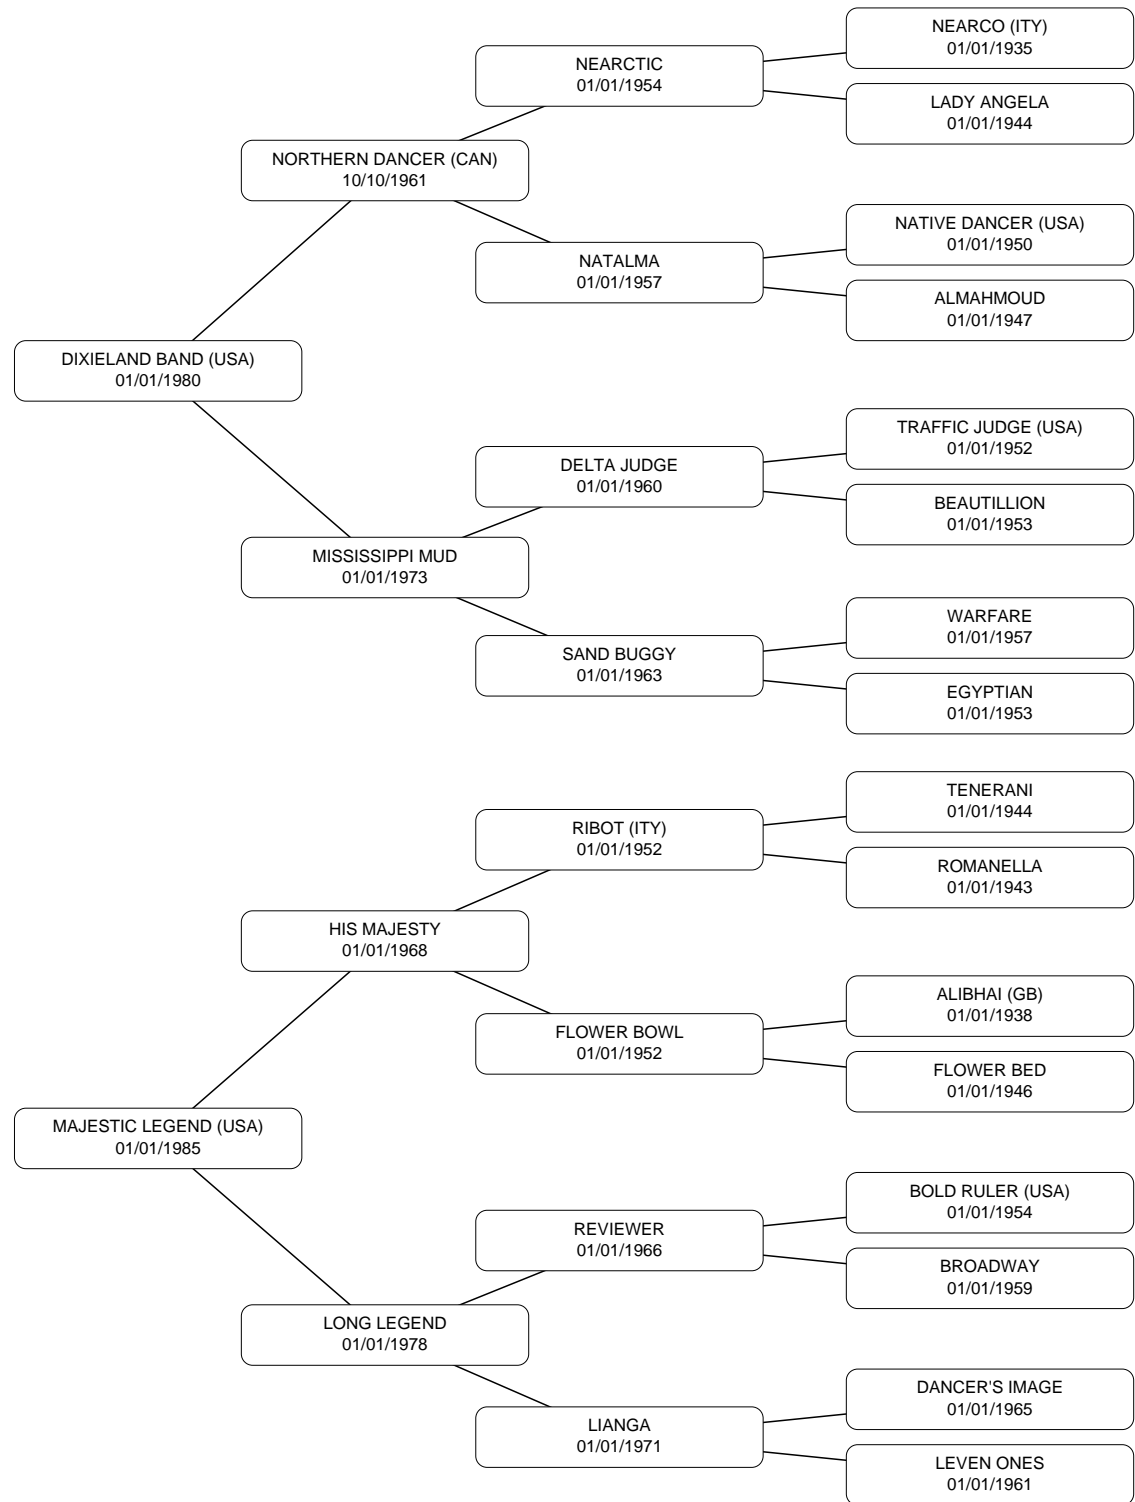 NEARCO (ITY)
01/01/1935
NEARCTIC
01/01/1954
LADY ANGELA
01/01/1944
NORTHERN DANCER (CAN)
10/10/1961
NATIVE DANCER (USA)
01/01/1950
NATALMA
01/01/1957
ALMAHMOUD
01/01/1947
DIXIELAND BAND (USA)
01/01/1980
TRAFFIC JUDGE (USA)
01/01/1952
DELTA JUDGE
01/01/1960
BEAUTILLION
01/01/1953
MISSISSIPPI MUD
01/01/1973
WARFARE
01/01/1957
SAND BUGGY
01/01/1963
EGYPTIAN
01/01/1953
TENERANI
01/01/1944
RIBOT (ITY)
01/01/1952
ROMANELLA
01/01/1943
HIS MAJESTY
01/01/1968
ALIBHAI (GB)
01/01/1938
FLOWER BOWL
01/01/1952
FLOWER BED
01/01/1946
MAJESTIC LEGEND (USA)
01/01/1985
BOLD RULER (USA)
01/01/1954
REVIEWER
01/01/1966
BROADWAY
01/01/1959
LONG LEGEND
01/01/1978
DANCER'S IMAGE
01/01/1965
LIANGA
01/01/1971
LEVEN ONES
01/01/1961